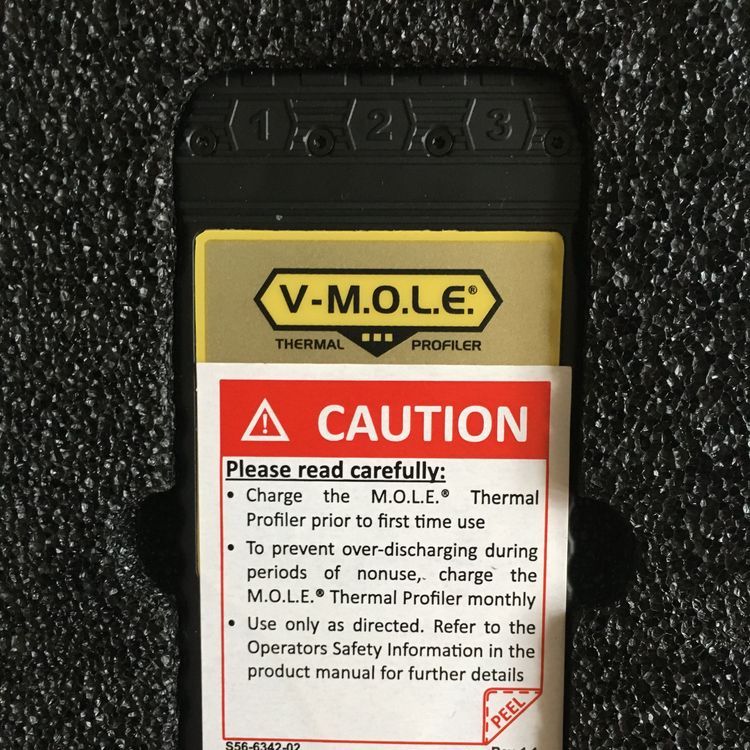 1 2 3
V-M.O.L.E.®
THERMAL PROFILER
CAUTION
Please read carefully:
• Charge the M.O.L.E.® Thermal
Profiler prior to first time use
• To prevent over-discharging during
periods of nonuse, charge the
M.O.L.E.® Thermal Profiler monthly
• Use only as directed. Refer to the
Operators Safety Information in the
product manual for further details
PEEL
S56-6342-02